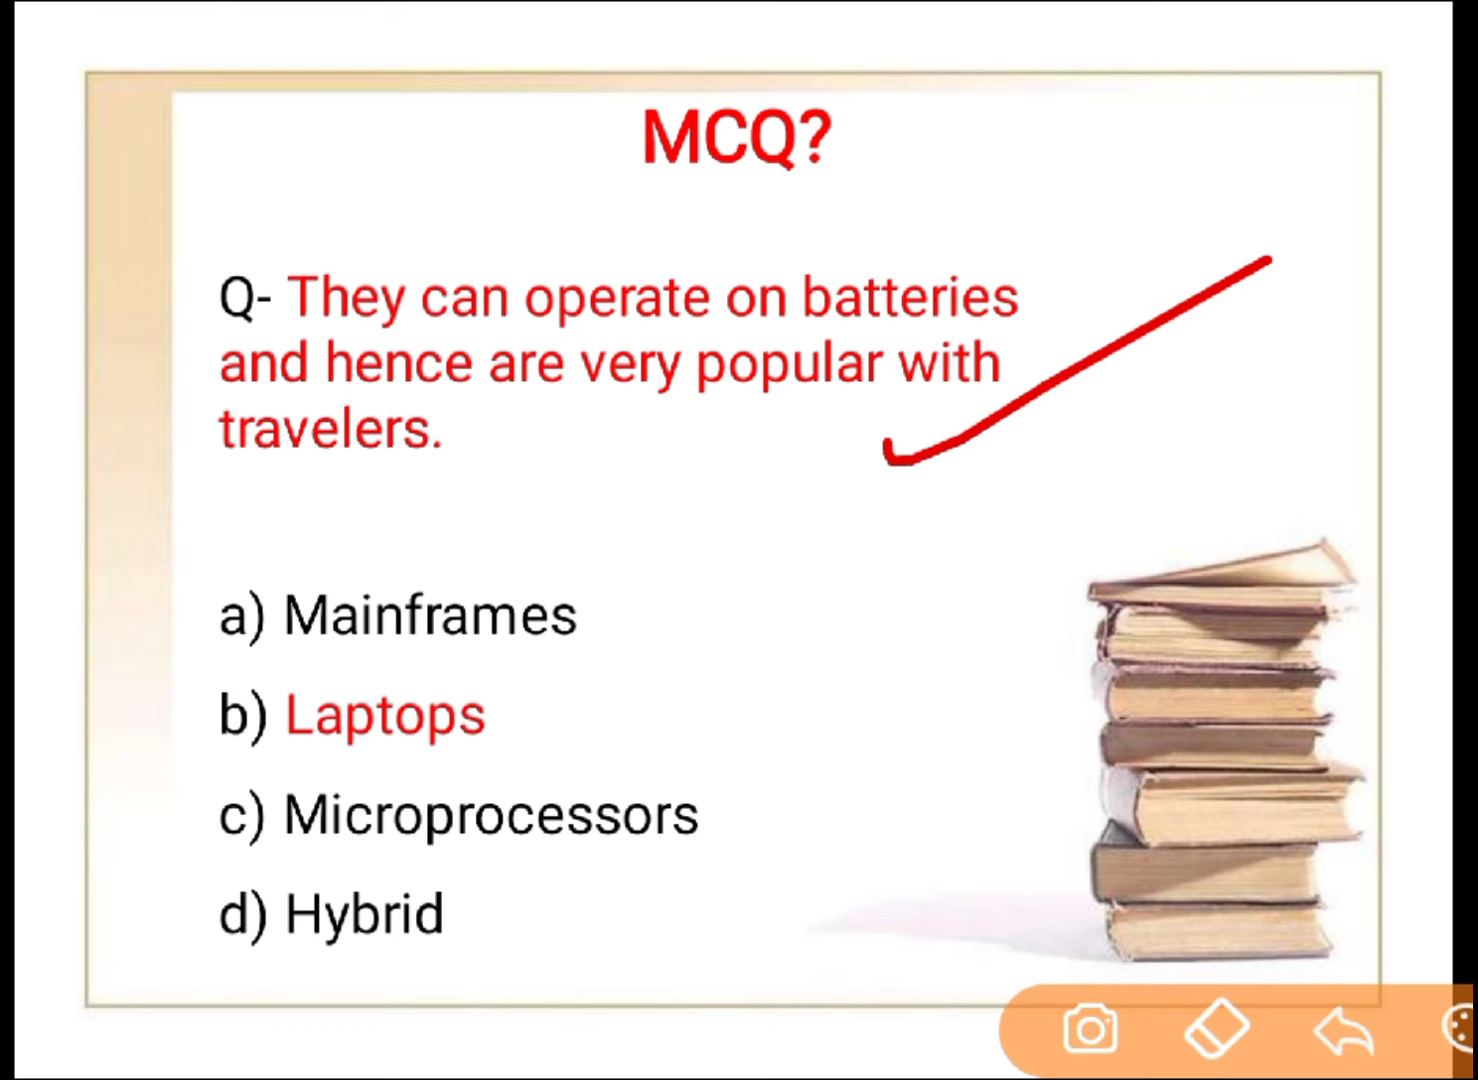 MCQ?
Q- They can operate on batteries
and hence are very popular with
travelers.
a) Mainframes
b) Laptops
c) Microprocessors
d) Hybrid